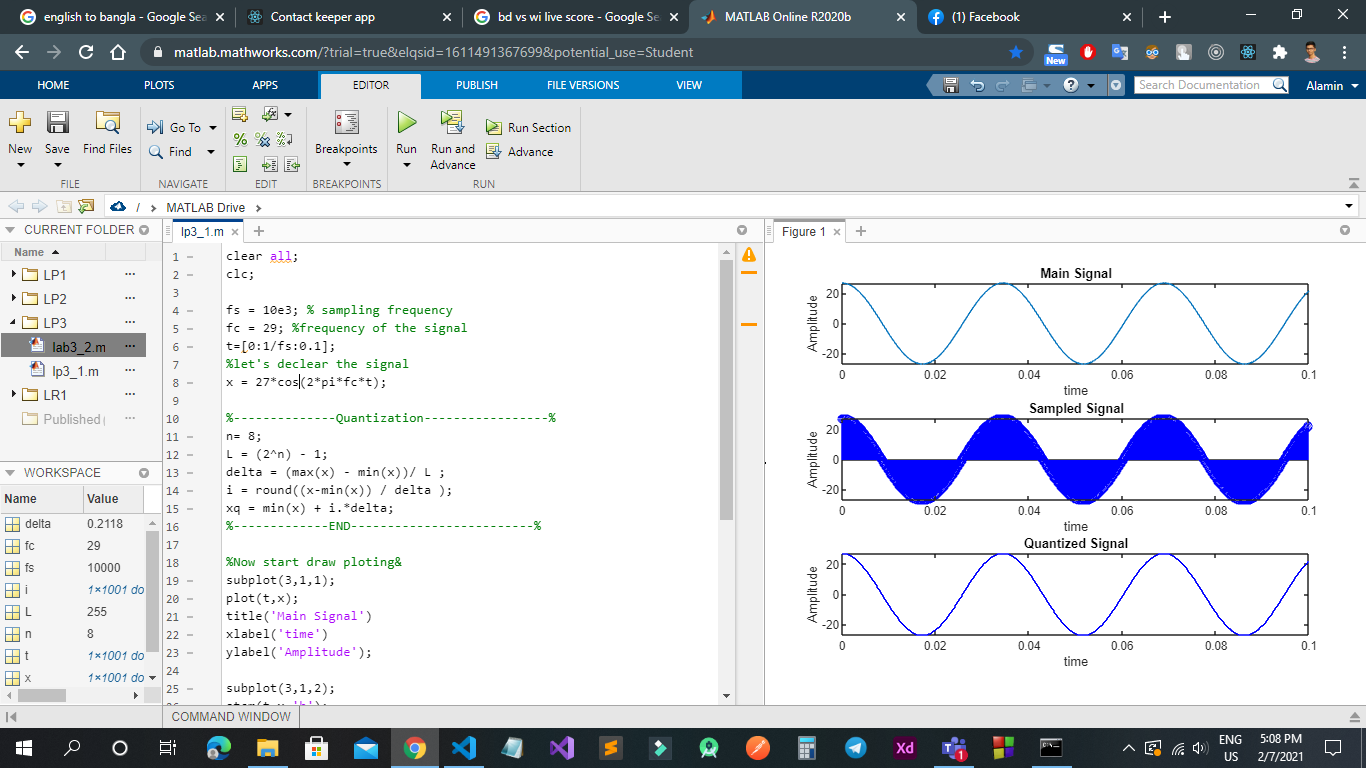 english to bangla - Google Sea
Contact keeper app
bd vs wi live score - Google Se
MATLAB Online R2020b
(1) Facebook
matlab.mathworks.com/?trial=true&elqsid=1611491367699&potential_use=Student
New
HOME
PLOTS
APPS
EDITOR
PUBLISH
FILE VERSIONS
VIEW
Search Documentation
Alamin
New
Save
Find Files
FILE
Go To
Find
NAVIGATE
EDIT
Breakpoints
BREAKPOINTS
Run
Run and
Advance
Run Section
Advance
RUN
/ MATLAB Drive
CURRENT FOLDER
Name
LP1
LP2
LP3
lab3_2.m
lp3_1.m
LR1
Published (
WORKSPACE
Name Value
delta 0.2118
fc 29
fs 10000
i 1×1001 do
L 255
n 8
t 1×1001 do
x 1×1001 do
lp3_1.m
1 clear all;
2 clc;
3
4 fs = 10e3; % sampling frequency
5 fc = 29; %frequency of the signal
6 t=[0:1/fs:0.1];
7 %let's declear the signal
8 x = 27*cos(2*pi*fc*t);
9
10 %--------------Quantization-----------------%
11 n= 8;
12 L = (2^n) - 1;
13 delta = (max(x) - min(x))/ L ;
14 i = round((x-min(x)) / delta );
15 xq = min(x) + i.*delta;
16 %-------------END-------------------------%
17
18 %Now start draw ploting&
19 subplot(3,1,1);
20 plot(t,x);
21 title('Main Signal')
22 xlabel('time')
23 ylabel('Amplitude');
24
25 subplot(3,1,2);
COMMAND WINDOW
Figure 1
Main Signal
Amplitude
20
0
-20
0 0.02 0.04 0.06 0.08 0.1
time
Sampled Signal
Amplitude
20
0
-20
0 0.02 0.04 0.06 0.08 0.1
time
Quantized Signal
Amplitude
20
0
-20
0 0.02 0.04 0.06 0.08 0.1
time
Xd
1
ENG
US
5:08 PM
2/7/2021